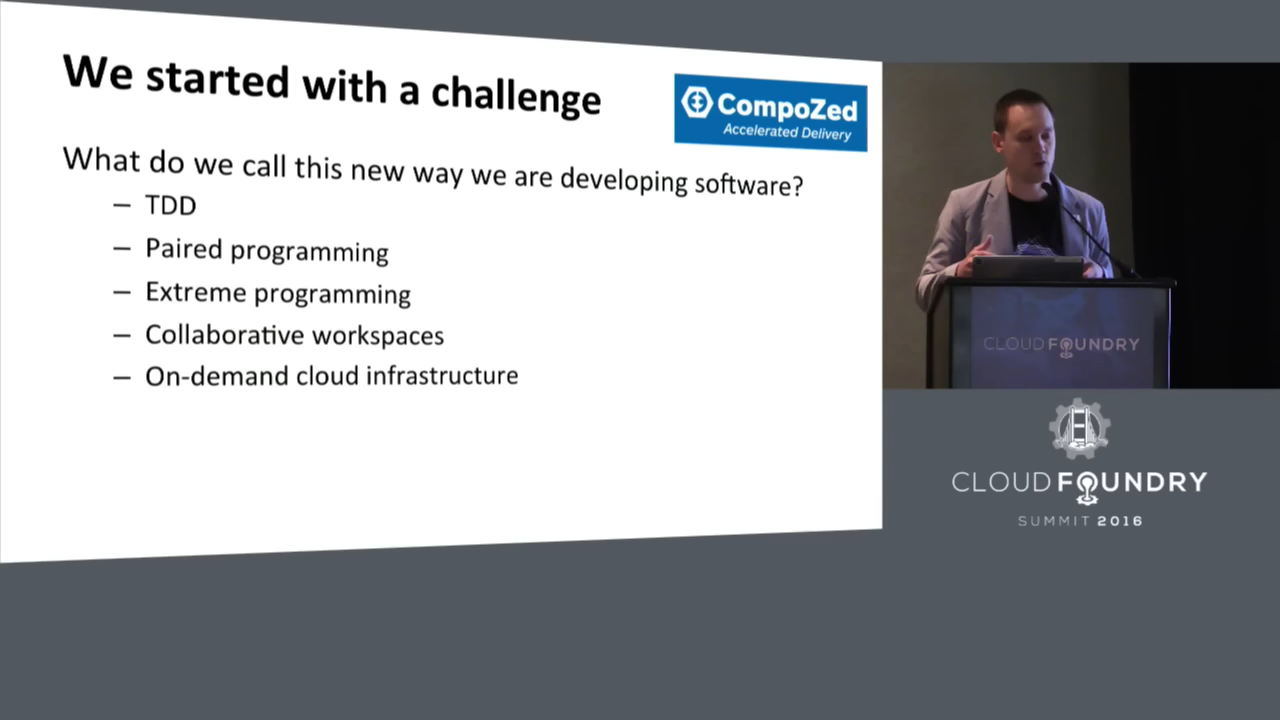 We started with a challenge
CompoZed
Accelerated Delivery
What do we call this new way we are developing software?
– TDD
– Paired programming
– Extreme programming
– Collaborative workspaces
– On-demand cloud infrastructure
CLOUD FOUNDRY
CLOUD FOUNDRY
SUMMIT 2016